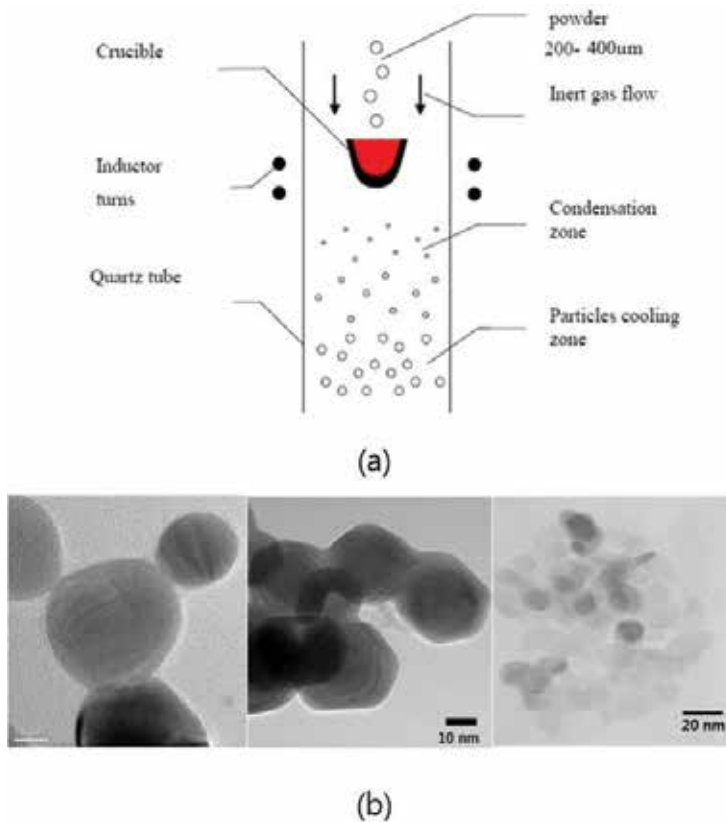 powder
200- 400um
Crucible
Inert gas flow
Inductor
turns
Condensation
zone
Quartz tube
Particles cooling
zone
(a)
10 nm
20 nm
(b)